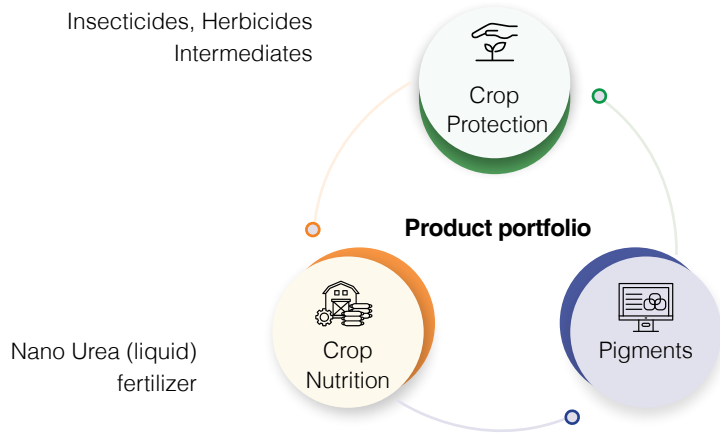 Insecticides, Herbicides
Intermediates
Crop
Protection
Product portfolio
Nano Urea (liquid)
fertilizer
Crop
Nutrition
Pigments